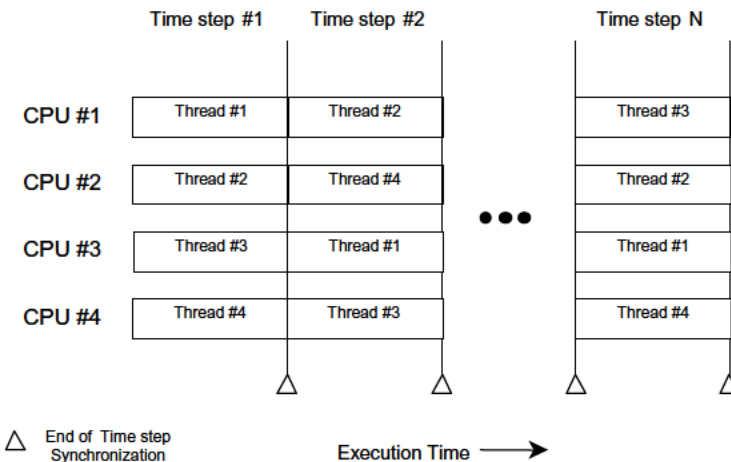 Time step #1 Time step #2 Time step N
CPU #1 Thread #1 Thread #2 Thread #3
CPU #2 Thread #2 Thread #4 Thread #2
CPU #3 Thread #3 Thread #1 Thread #1
CPU #4 Thread #4 Thread #3 Thread #4
End of Time step
Synchronization
Execution Time